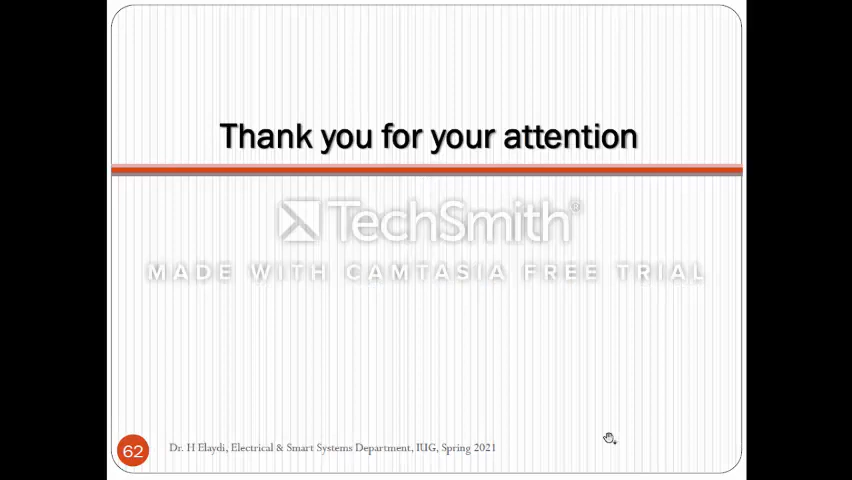 Thank you for your attention
TechSmith®
MADE WITH CAMTASIA FREE TRIAL
62
Dr. H Elaydi, Electrical & Smart Systems Department, IUG, Spring 2021